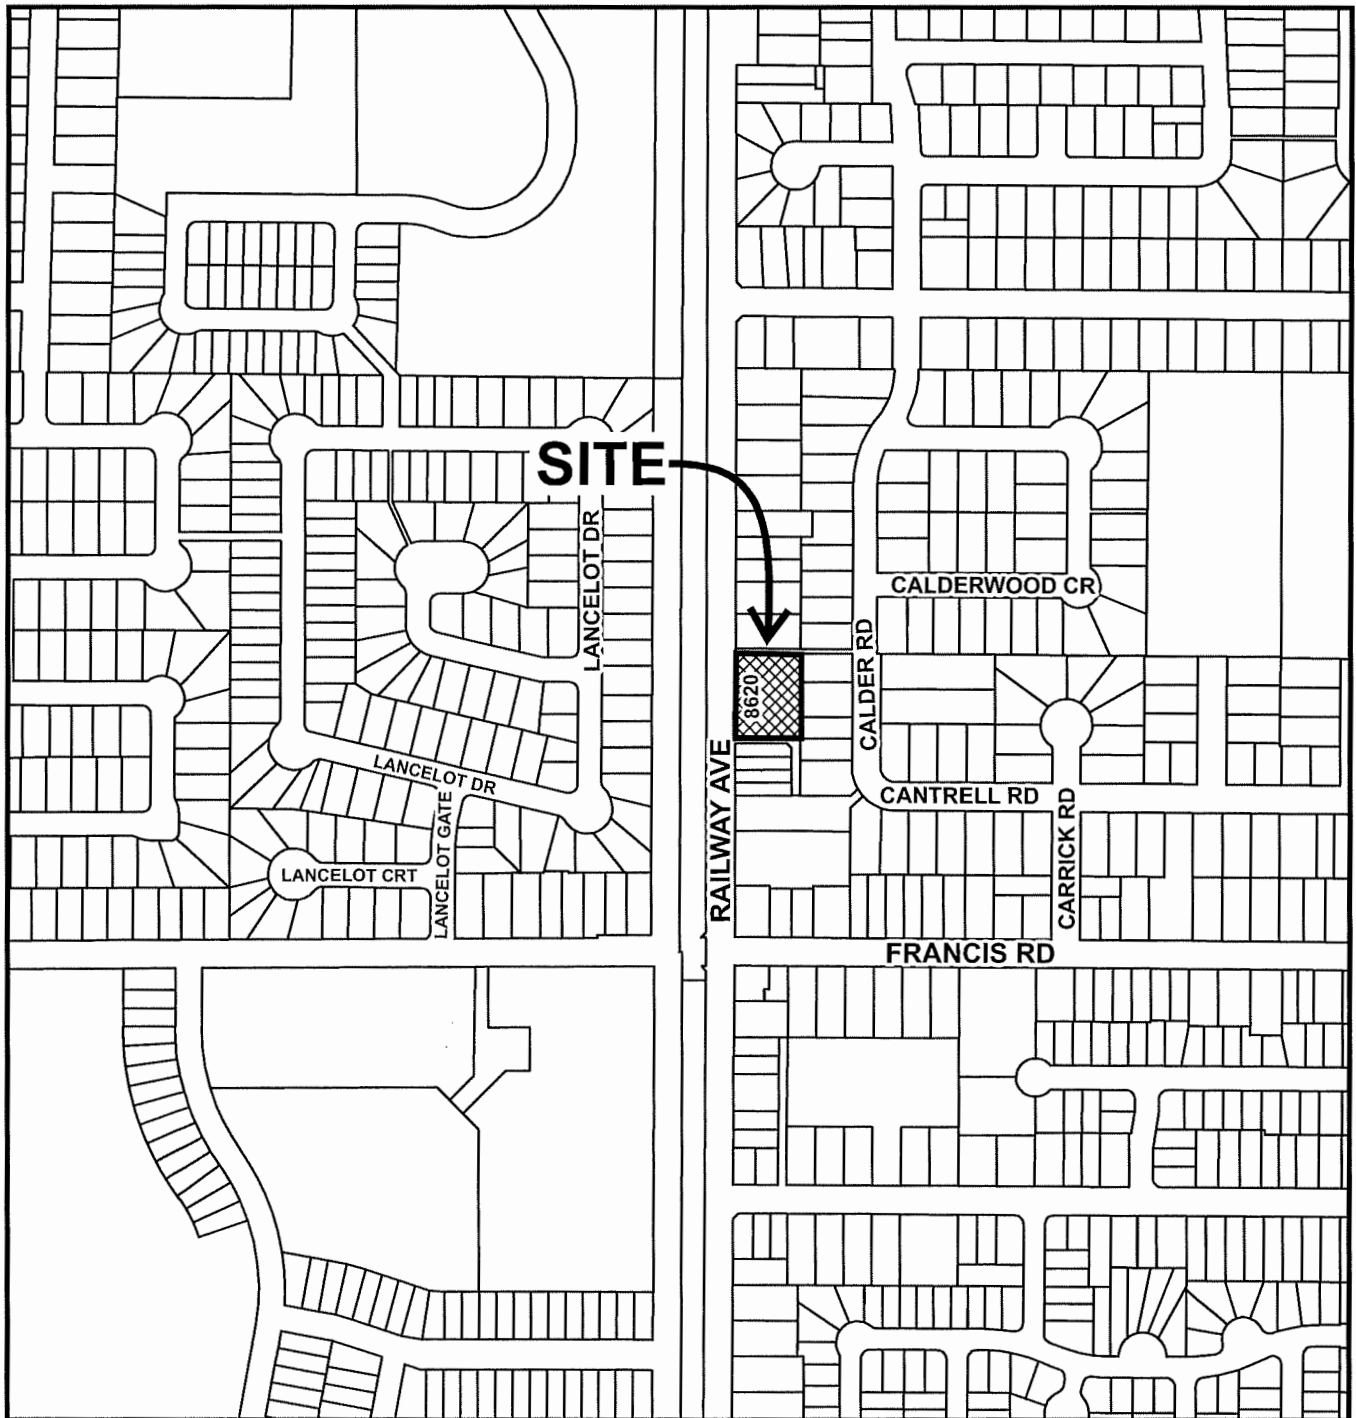 SITE
LANCELOT DR
CALDERWOOD CR
CALDER RD
8620
RAILWAY AVE
LANCELOT DR
CANTRELL RD
LANCELOT GATE
CARRICK RD
LANCELOT CRT
FRANCIS RD